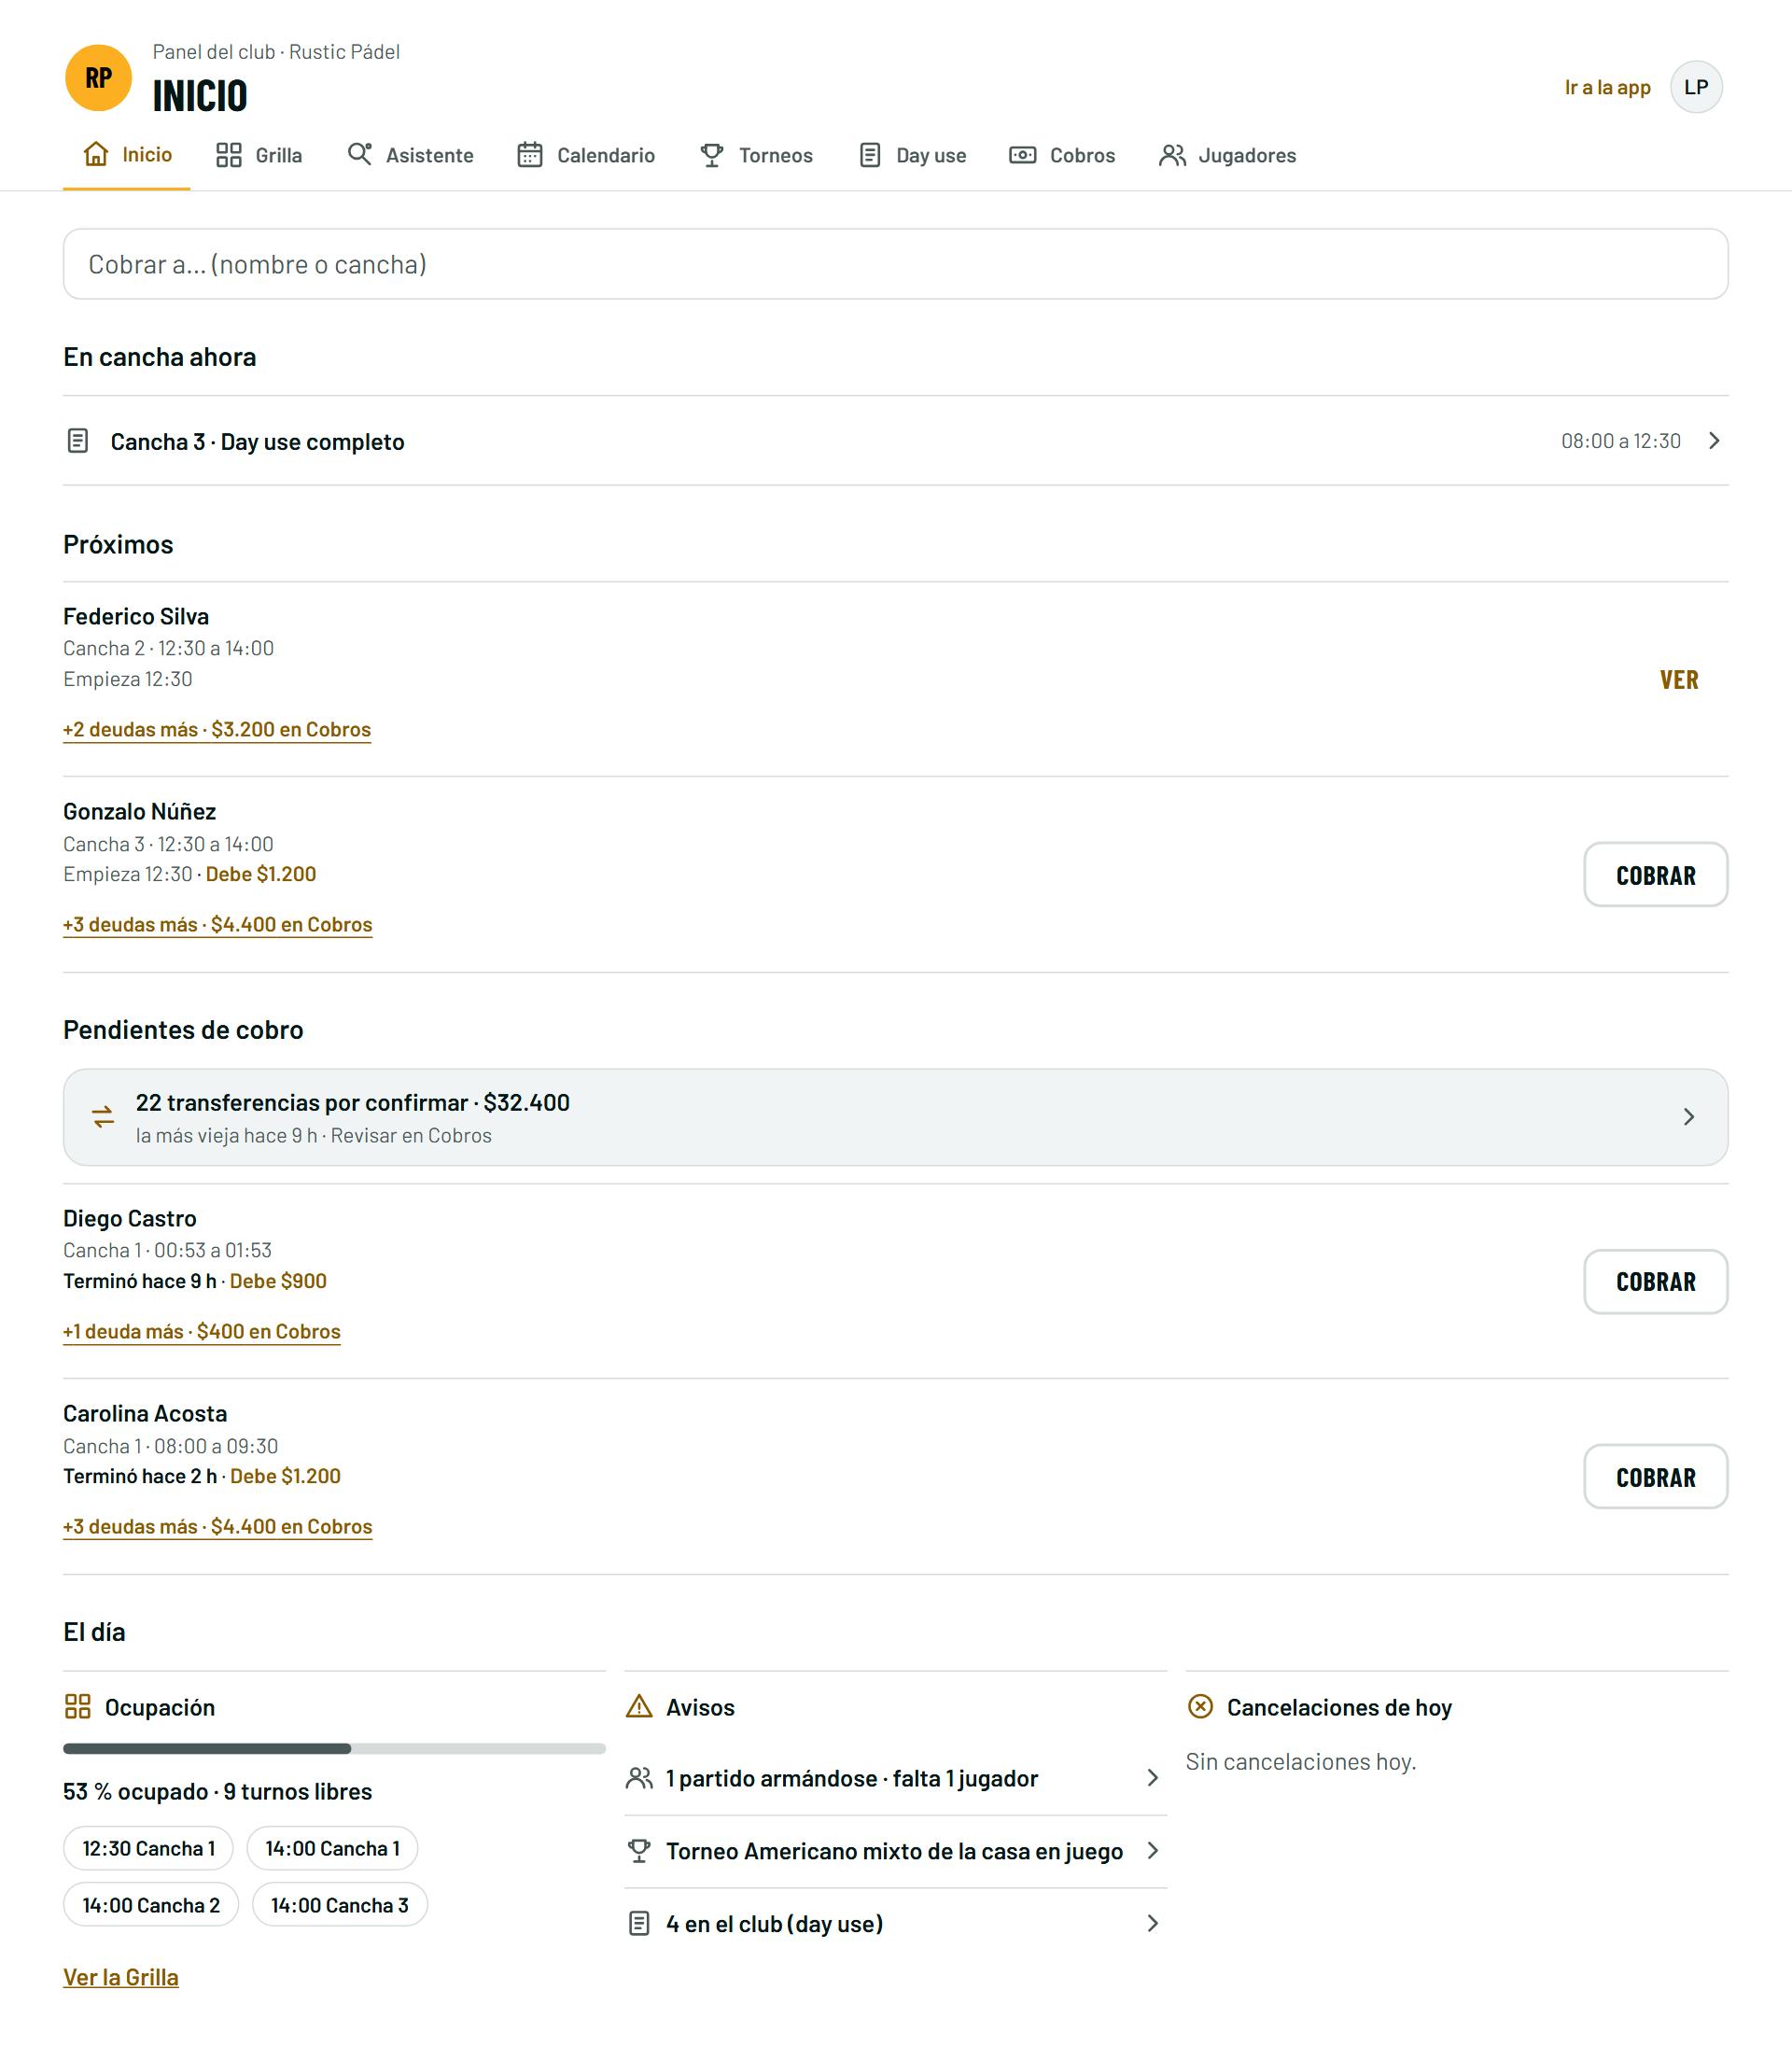 RP
Panel del club · Rustic Pádel
INICIO
Ir a la app
LP
Inicio
Grilla
Asistente
Calendario
Torneos
Day use
Cobros
Jugadores
Cobrar a... (nombre o cancha)
En cancha ahora
Cancha 3 · Day use completo
08:00 a 12:30
Próximos
Federico Silva
Cancha 2 · 12:30 a 14:00
Empieza 12:30
VER
+2 deudas más · $3.200 en Cobros
Gonzalo Núñez
Cancha 3 · 12:30 a 14:00
Empieza 12:30 · Debe $1.200
COBRAR
+3 deudas más · $4.400 en Cobros
Pendientes de cobro
22 transferencias por confirmar · $32.400
la más vieja hace 9 h · Revisar en Cobros
Diego Castro
Cancha 1 · 00:53 a 01:53
Terminó hace 9 h · Debe $900
COBRAR
+1 deuda más · $400 en Cobros
Carolina Acosta
Cancha 1 · 08:00 a 09:30
Terminó hace 2 h · Debe $1.200
COBRAR
+3 deudas más · $4.400 en Cobros
El día
Ocupación
53 % ocupado · 9 turnos libres
12:30 Cancha 1
14:00 Cancha 1
14:00 Cancha 2
14:00 Cancha 3
Ver la Grilla
Avisos
1 partido armándose · falta 1 jugador
Torneo Americano mixto de la casa en juego
4 en el club (day use)
Cancelaciones de hoy
Sin cancelaciones hoy.